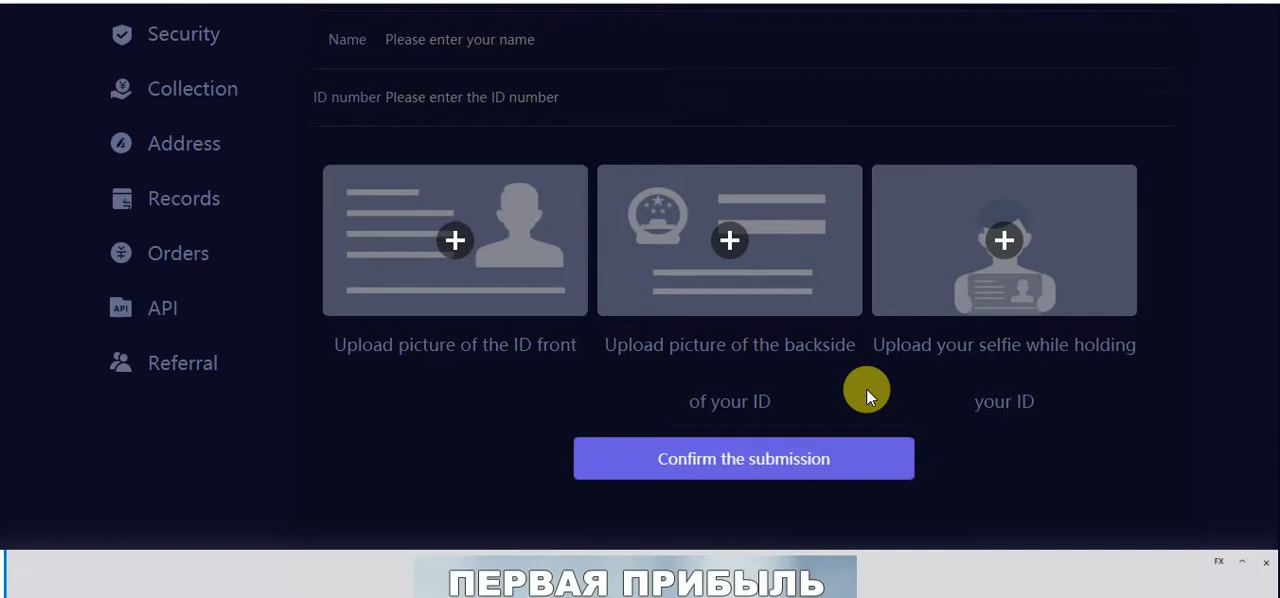 Security
Name Please enter your name
Collection
ID number Please enter the ID number
Address
Records
Orders
API
API
Referral
Upload picture of the ID front
Upload picture of the backside
of your ID
Upload your selfie while holding
your ID
Confirm the submission
FX
ПЕРВАЯ ПРИБЫЛЬ